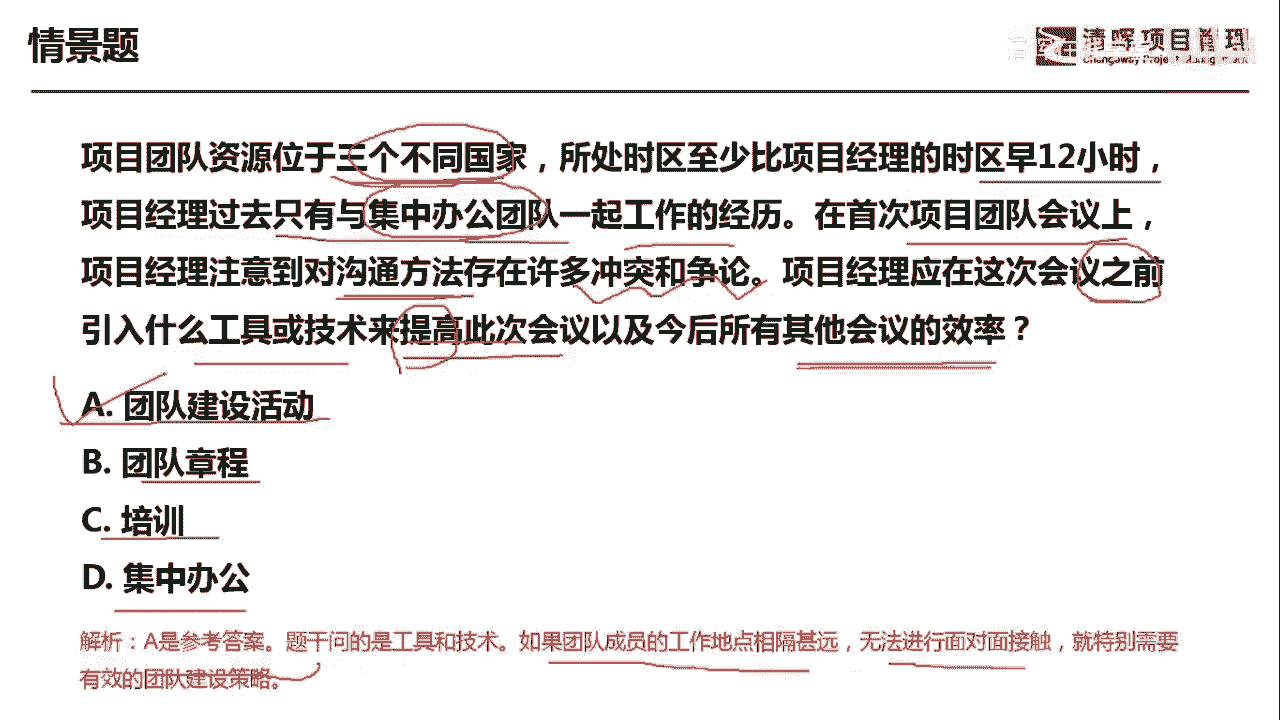 情景题
清晖项目管理
项目团队资源位于三个不同国家，所处时区至少比项目经理的时区早12小时，
项目经理过去只有与集中办公团队一起工作的经历。在首次项目团队会议上，
项目经理注意到对沟通方法存在许多冲突和争论。项目经理应在这次会议之前
引入什么工具或技术来提高此次会议以及今后所有其他会议的效率？
A. 团队建设活动
B. 团队章程
C. 培训
D. 集中办公
解析：A是参考答案。题干问的是工具和技术。如果团队成员的工作地点相隔甚远，无法进行面对面接触，就特别需要
有效的团队建设策略。